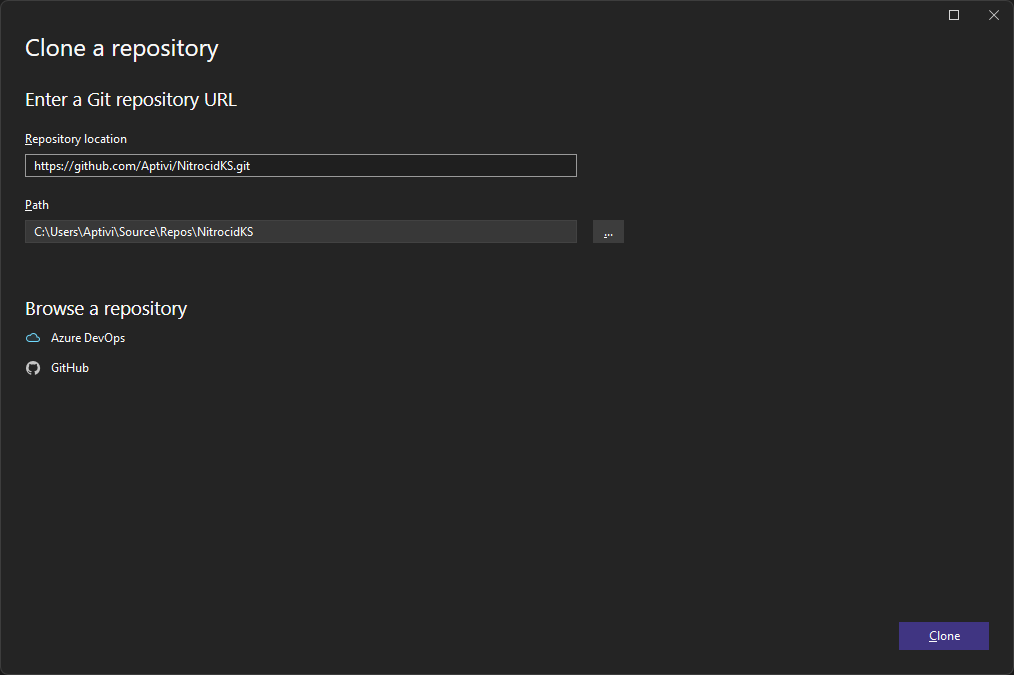 Clone a repository
Enter a Git repository URL
Repository location
https://github.com/Aptivi/NitrocidKS.git
Path
C:\Users\Aptivi\Source\Repos\NitrocidKS
...
Browse a repository
Azure DevOps
GitHub
Clone